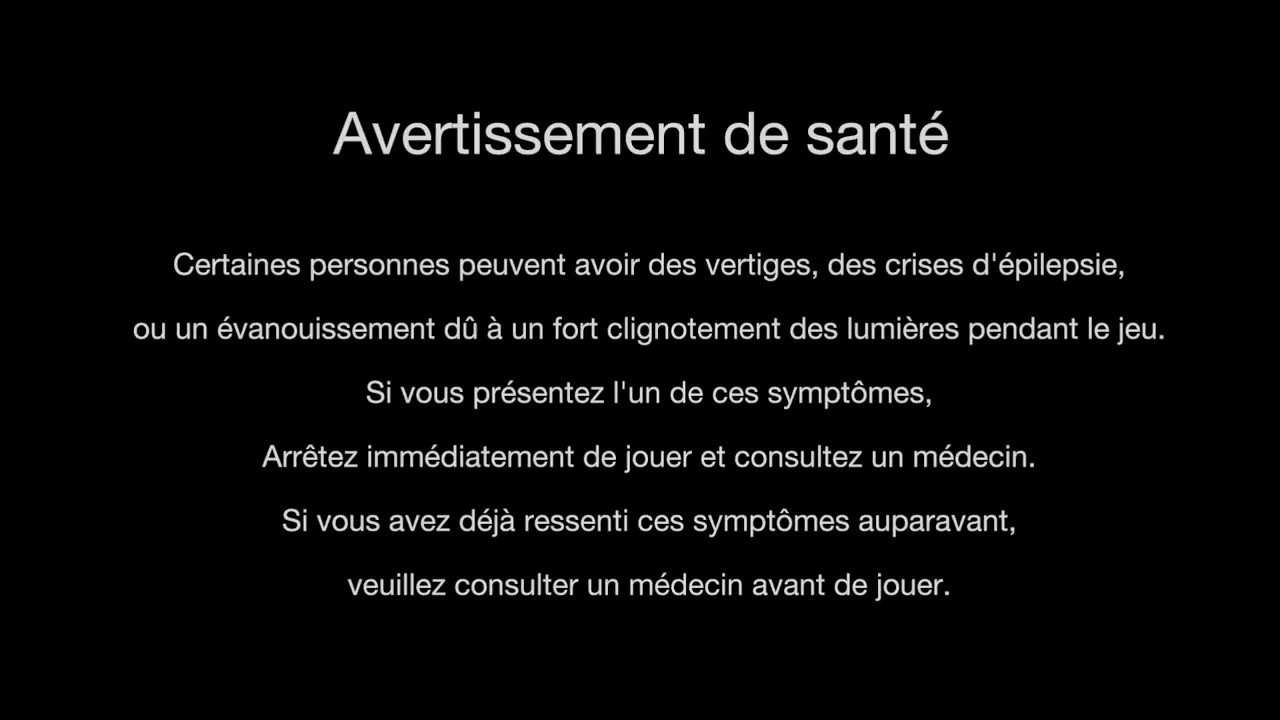 Avertissement de santé
Certaines personnes peuvent avoir des vertiges, des crises d'épilepsie,
ou un évanouissement dû à un fort clignotement des lumières pendant le jeu.
Si vous présentez l'un de ces symptômes,
Arrêtez immédiatement de jouer et consultez un médecin.
Si vous avez déjà ressenti ces symptômes auparavant,
veuillez consulter un médecin avant de jouer.